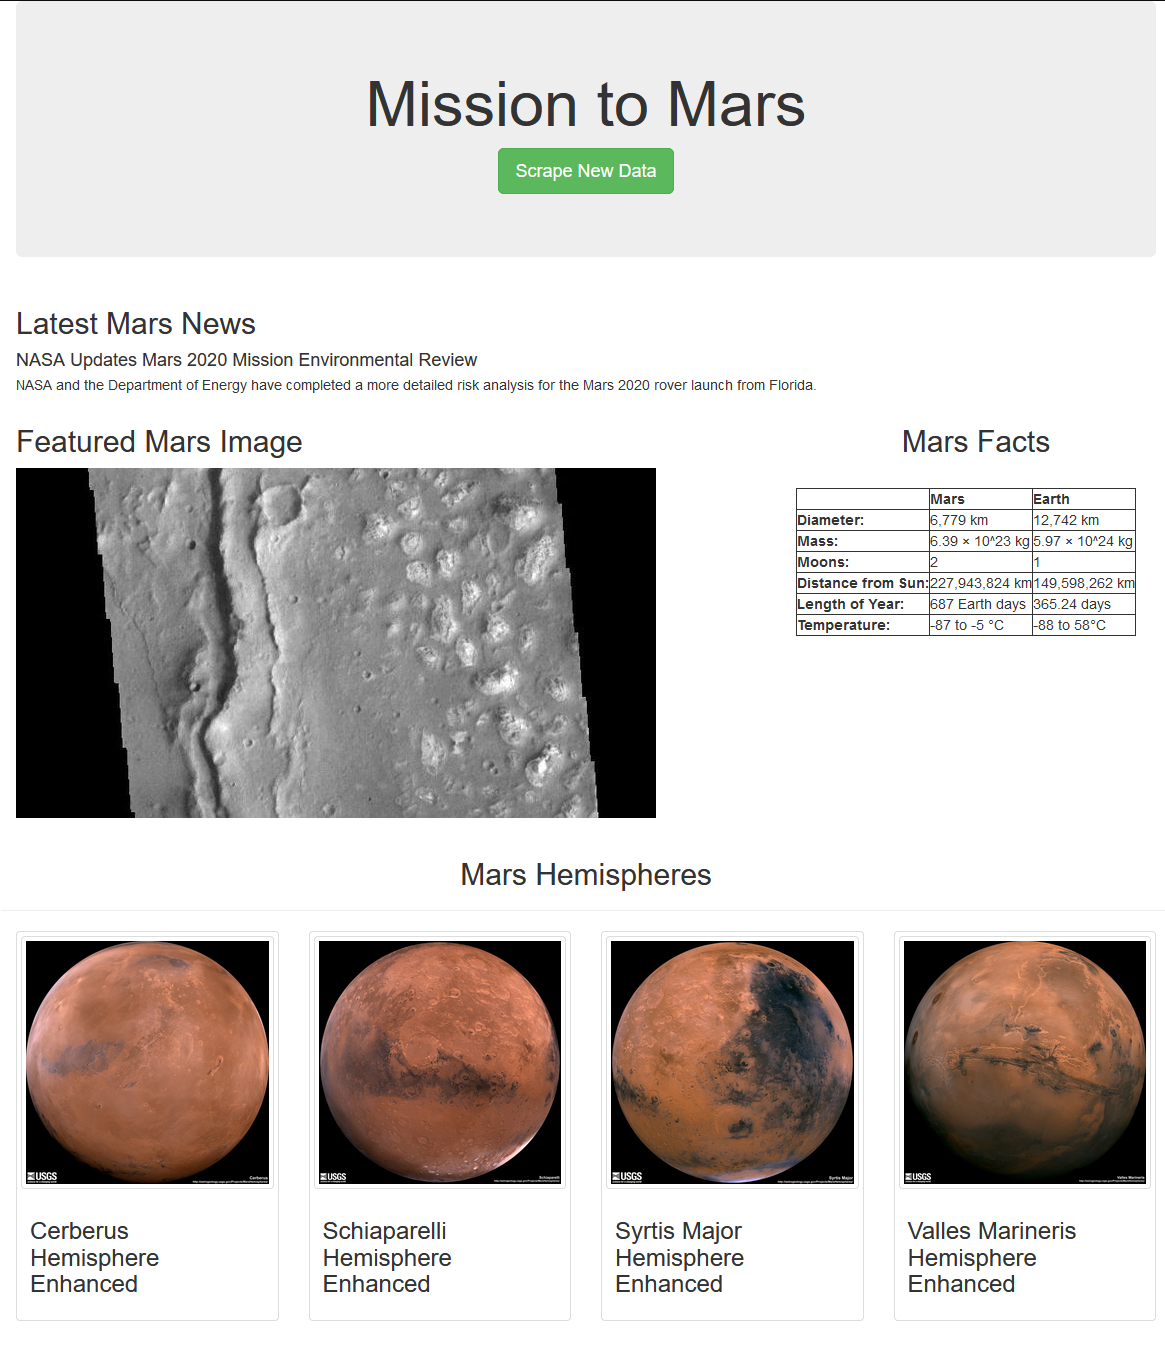 Mission to Mars
Scrape New Data
Latest Mars News
NASA Updates Mars 2020 Mission Environmental Review
NASA and the Department of Energy have completed a more detailed risk analysis for the Mars 2020 rover launch from Florida.
Featured Mars Image
Mars Facts
Mars Earth
Diameter: 6,779 km 12,742 km
Mass: 6.39 × 10^23 kg 5.97 × 10^24 kg
Moons: 2 1
Distance from Sun: 227,943,824 km 149,598,262 km
Length of Year: 687 Earth days 365.24 days
Temperature: -87 to -5 °C -88 to 58°C
Mars Hemispheres
USGS
Cerberus
USGS
Schiaparelli
USGS
Syrtis Major
USGS
Valles Marineris
Cerberus
Hemisphere
Enhanced
Schiaparelli
Hemisphere
Enhanced
Syrtis Major
Hemisphere
Enhanced
Valles Marineris
Hemisphere
Enhanced